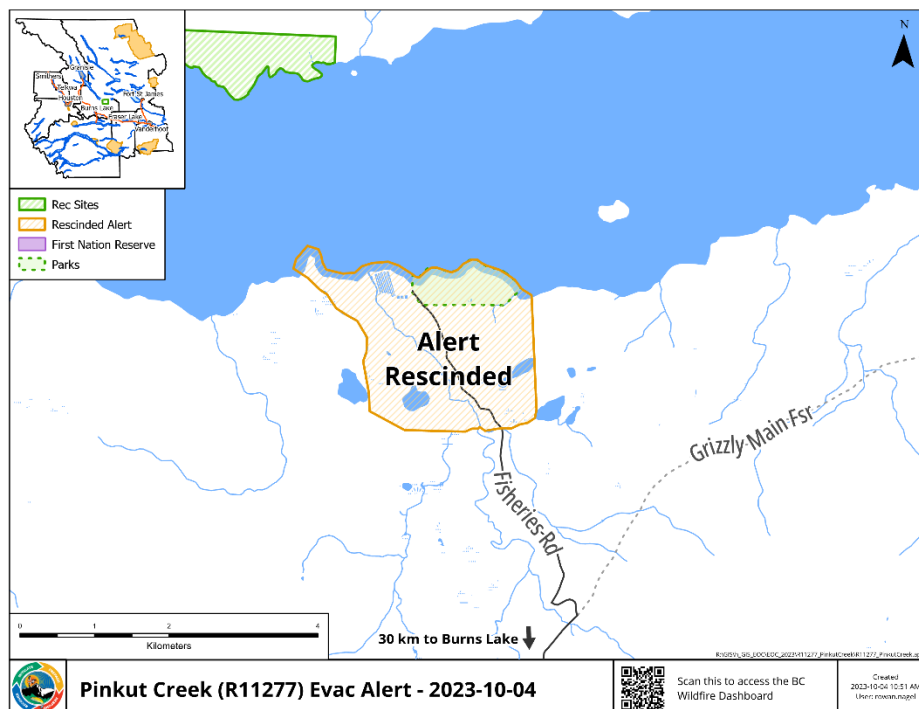 Granisle
Smithers
Telkwa
Houston
Fort St James
Burns Lake
Fraser Lake
Vanderhoof
N
Rec Sites
Rescinded Alert
First Nation Reserve
Parks
Alert
Rescinded
Grizzly Main Fsr
Fisheries Rd
0 2 4
Kilometers
30 km to Burns Lake
Pinkut Creek (R11277) Evac Alert - 2023-10-04
Scan this to access the BC
Wildfire Dashboard
Created
2023-10-04 10:51 AM
User: rowan.nagel